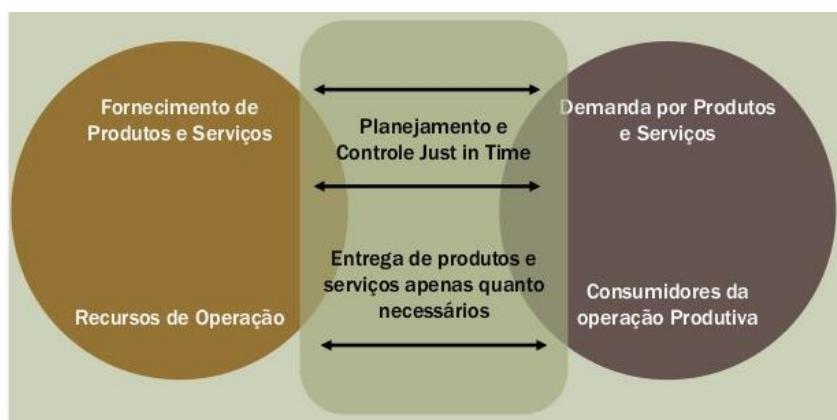 Fornecimento de
Produtos e Serviços
Recursos de Operação
Planejamento e
Controle Just in Time
Entrega de produtos e
serviços apenas quanto
necessários
Demanda por Produtos
e Serviços
Consumidores da
operação Produtiva